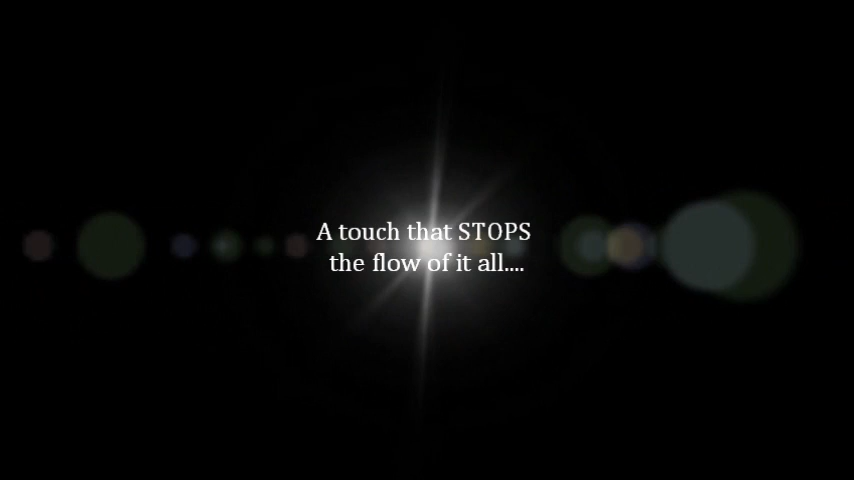 A touch that STOPS
the flow of it all....